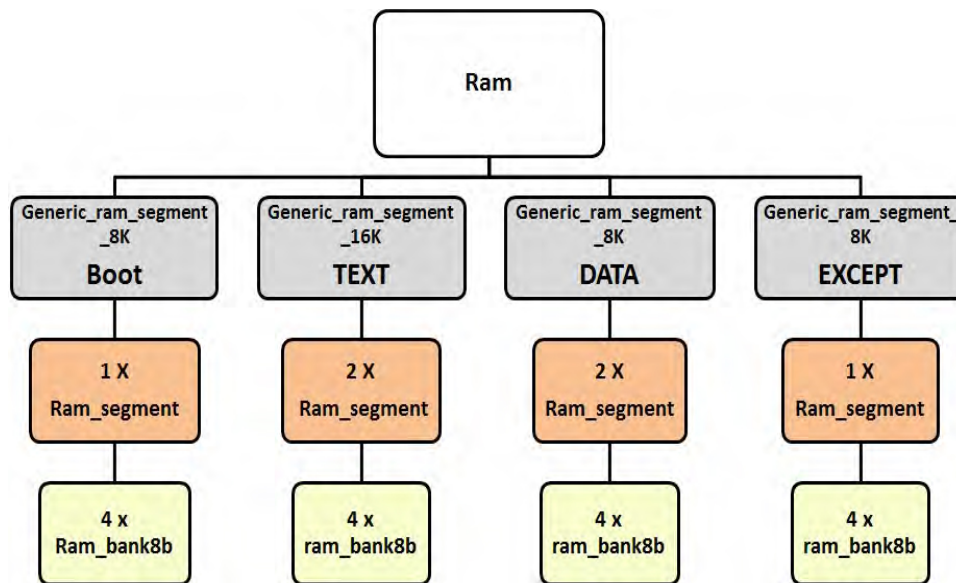 Ram
Generic_ram_segment
_8K
Boot
Generic_ram_segment
_16K
TEXT
Generic_ram_segment
_8K
DATA
Generic_ram_segment_
8K
EXCEPT
1 X
Ram_segment
2 X
Ram_segment
2 X
Ram_segment
1 X
Ram_segment
4 x
Ram_bank8b
4 x
ram_bank8b
4 x
ram_bank8b
4 x
ram_bank8b